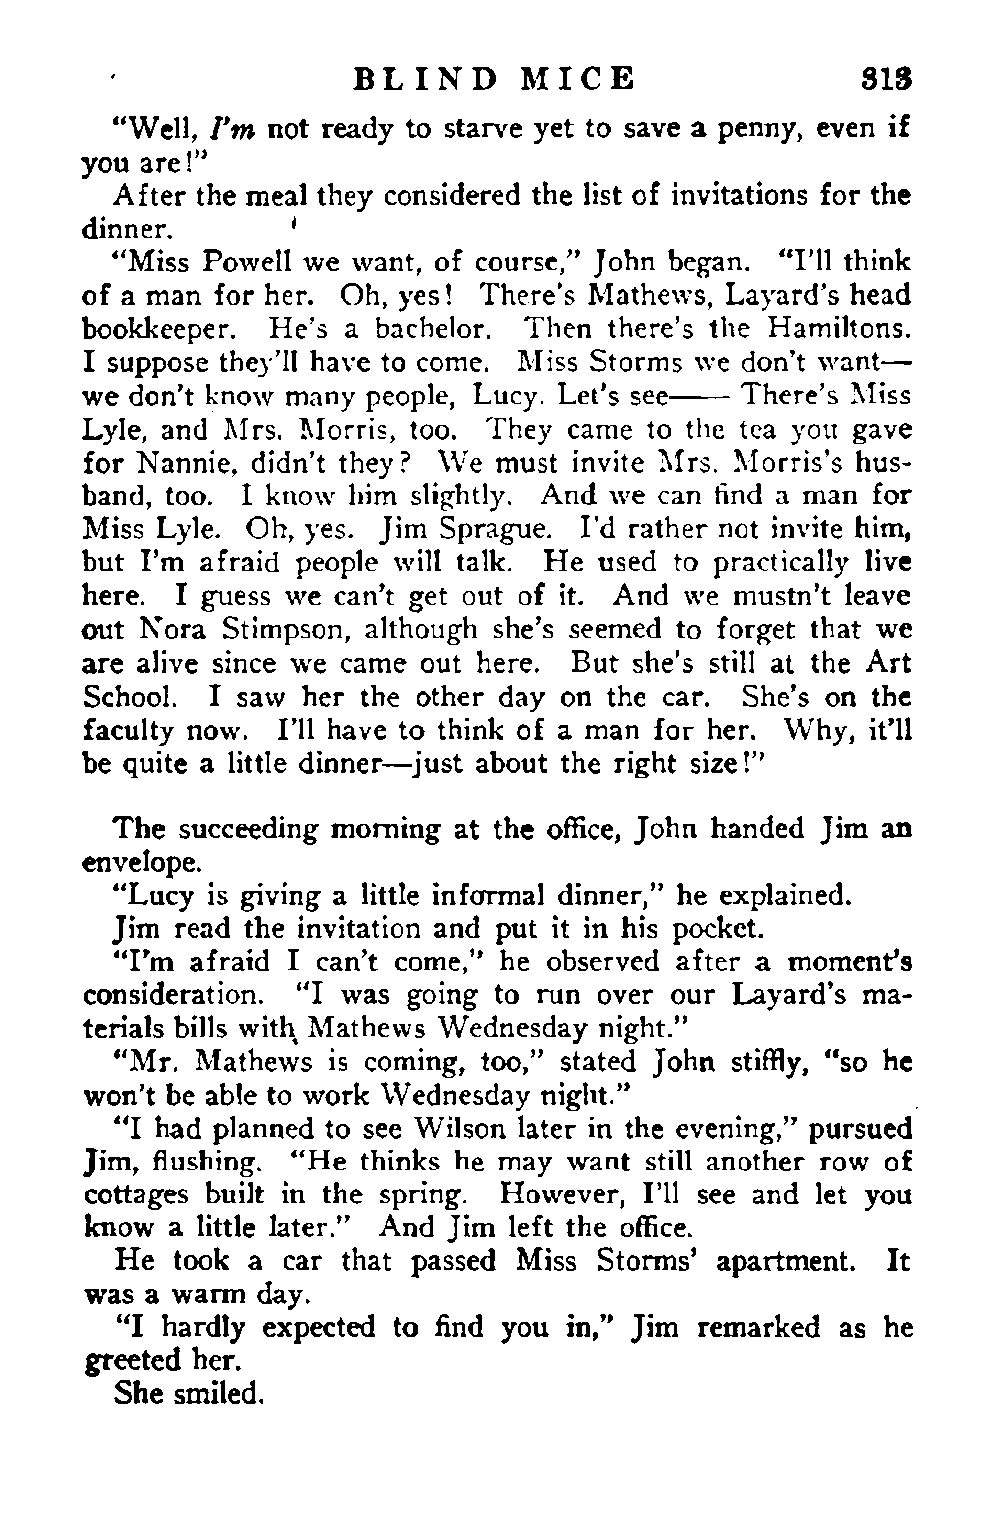 BLIND MICE 313
“Well, I’m not ready to starve yet to save a penny, even if
you are!”
After the meal they considered the list of invitations for the
dinner.
“Miss Powell we want, of course,” John began. “I’ll think
of a man for her. Oh, yes! There’s Mathews, Layard’s head
bookkeeper. He’s a bachelor. Then there’s the Hamiltons.
I suppose they’ll have to come. Miss Storms we don’t want—
we don’t know many people, Lucy. Let’s see—— There’s Miss
Lyle, and Mrs. Morris, too. They came to the tea you gave
for Nannie, didn’t they? We must invite Mrs. Morris’s hus-
band, too. I know him slightly. And we can find a man for
Miss Lyle. Oh, yes. Jim Sprague. I’d rather not invite him,
but I’m afraid people will talk. He used to practically live
here. I guess we can’t get out of it. And we mustn’t leave
out Nora Stimpson, although she’s seemed to forget that we
are alive since we came out here. But she’s still at the Art
School. I saw her the other day on the car. She’s on the
faculty now. I’ll have to think of a man for her. Why, it’ll
be quite a little dinner—just about the right size!”
The succeeding morning at the office, John handed Jim an
envelope.
“Lucy is giving a little informal dinner,” he explained.
Jim read the invitation and put it in his pocket.
“I’m afraid I can’t come,” he observed after a moment’s
consideration. “I was going to run over our Layard’s ma-
terials bills with Mathews Wednesday night.”
“Mr. Mathews is coming, too,” stated John stiffly, “so he
won’t be able to work Wednesday night.”
“I had planned to see Wilson later in the evening,” pursued
Jim, flushing. “He thinks he may want still another row of
cottages built in the spring. However, I’ll see and let you
know a little later.” And Jim left the office.
He took a car that passed Miss Storms’ apartment. It
was a warm day.
“I hardly expected to find you in,” Jim remarked as he
greeted her.
She smiled.